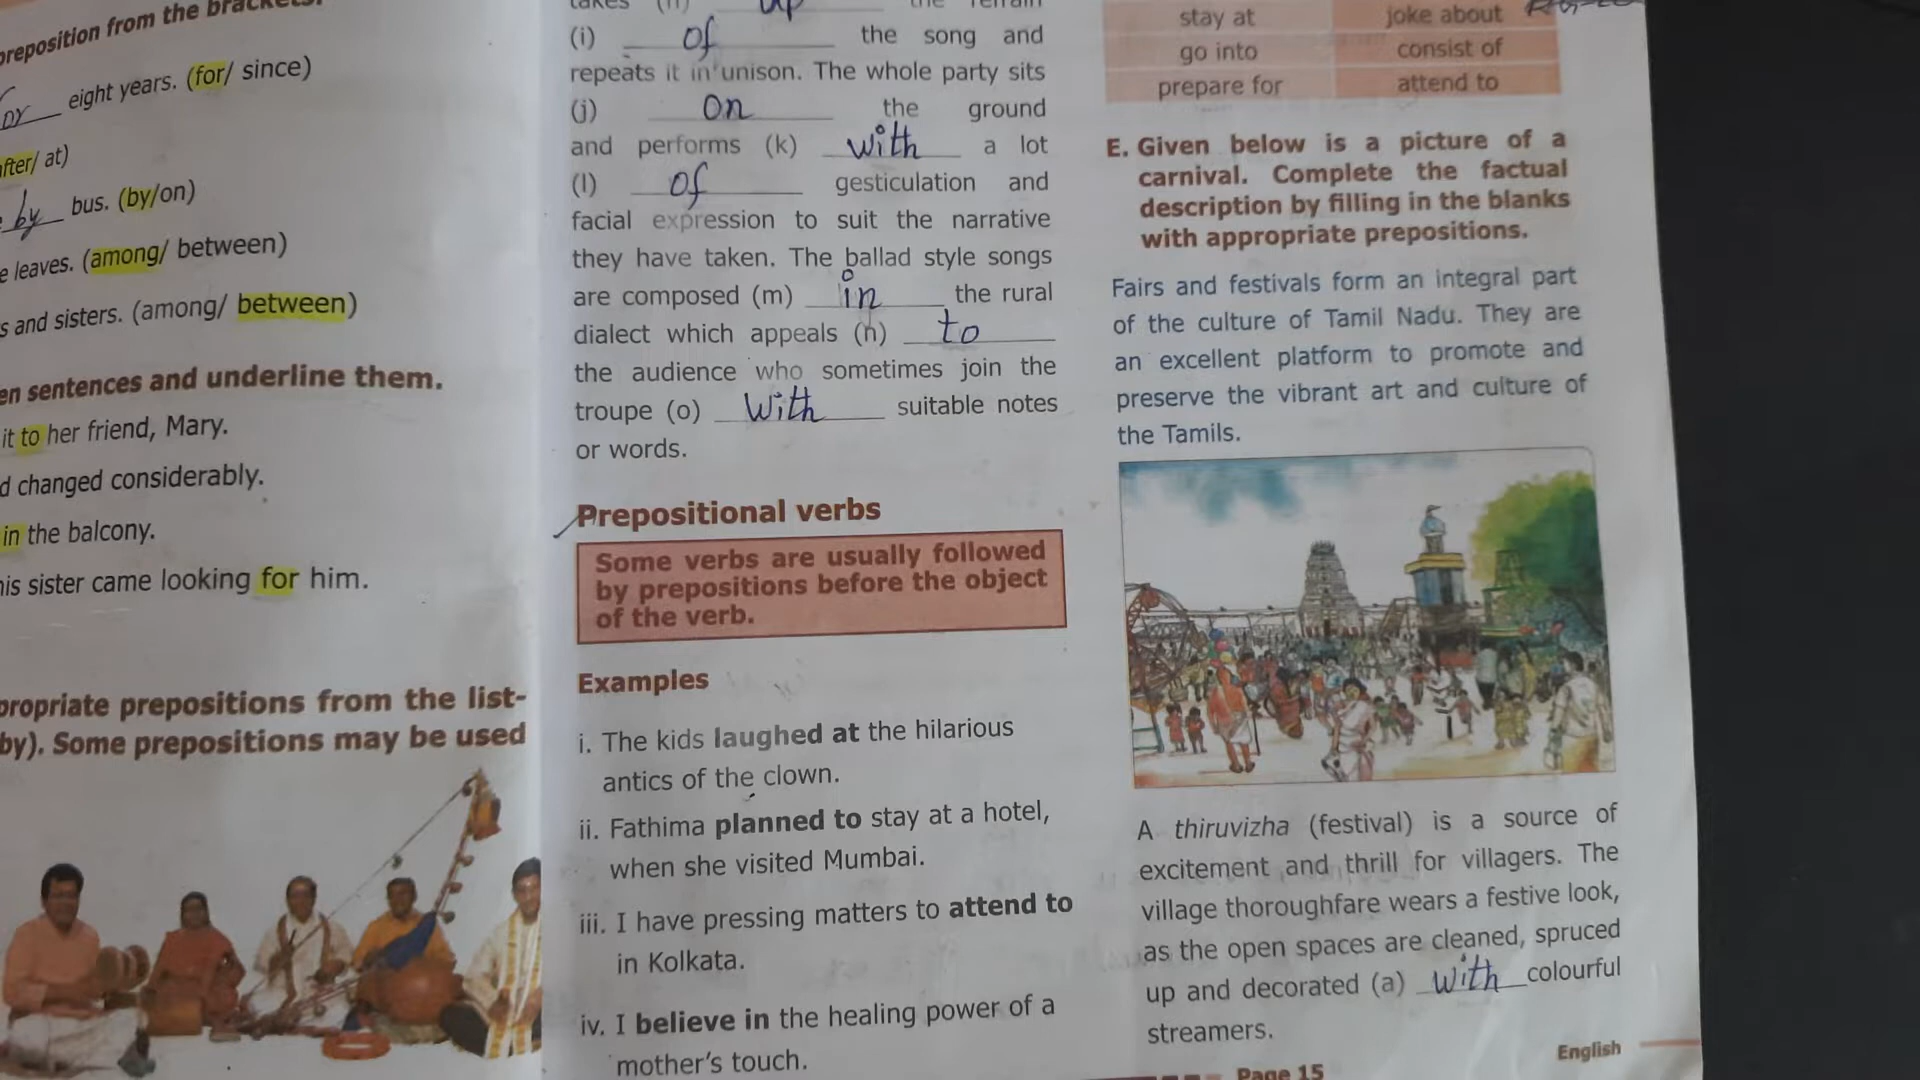 preposition from the brackets.
for eight years. (for/ since)
after/ at)
by bus. (by/on)
e leaves. (among/ between)
s and sisters. (among/ between)
en sentences and underline them.
it to her friend, Mary.
d changed considerably.
in the balcony.
his sister came looking for him.
propriate prepositions from the list-
by). Some prepositions may be used
takes (h) up the refrain
(i) of the song and
repeats it in unison. The whole party sits
(j) on the ground
and performs (k) with a lot
(l) of gesticulation and
facial expression to suit the narrative
they have taken. The ballad style songs
are composed (m) in the rural
dialect which appeals (n) to
the audience who sometimes join the
troupe (o) with suitable notes
or words.
Prepositional verbs
Some verbs are usually followed
by prepositions before the object
of the verb.
Examples
i. The kids laughed at the hilarious
antics of the clown.
ii. Fathima planned to stay at a hotel,
when she visited Mumbai.
iii. I have pressing matters to attend to
in Kolkata.
iv. I believe in the healing power of a
mother's touch.
stay at joke about
go into consist of
prepare for attend to
E. Given below is a picture of a
carnival. Complete the factual
description by filling in the blanks
with appropriate prepositions.
Fairs and festivals form an integral part
of the culture of Tamil Nadu. They are
an excellent platform to promote and
preserve the vibrant art and culture of
the Tamils.
A thiruvizha (festival) is a source of
excitement and thrill for villagers. The
village thoroughfare wears a festive look,
as the open spaces are cleaned, spruced
up and decorated (a) with colourful
streamers.
English
Page 15